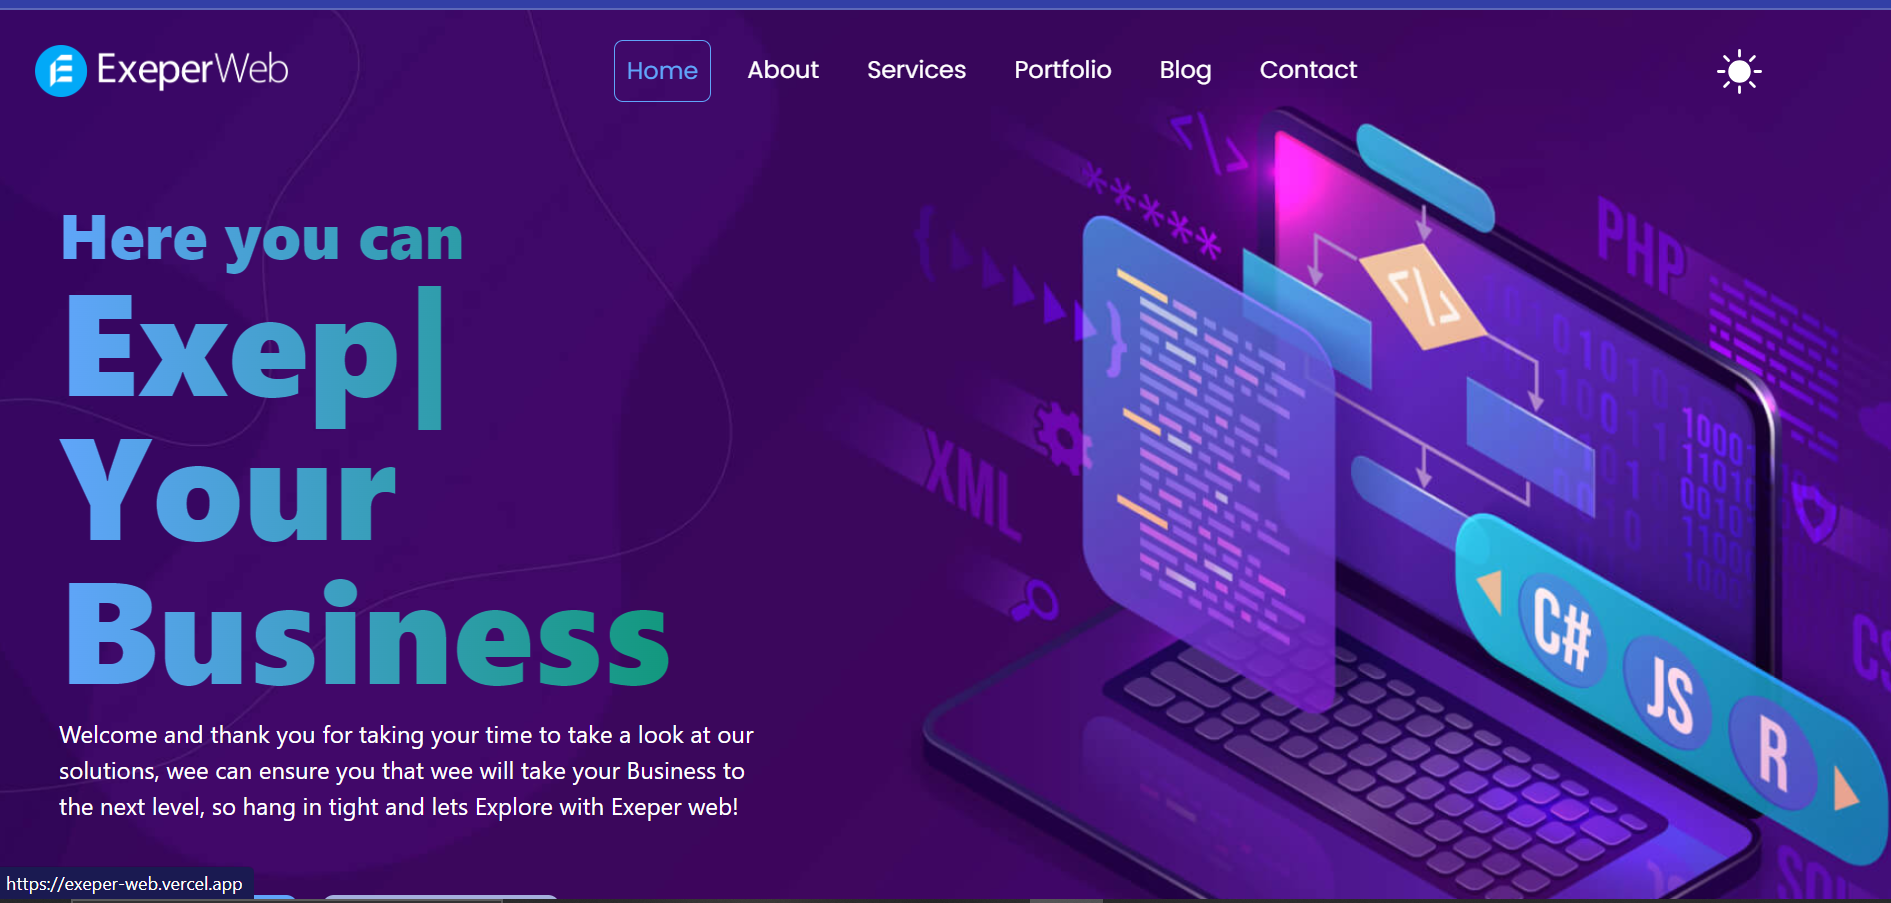 ExeperWeb
Home About Services Portfolio Blog Contact
Here you can
Exep|
Your
Business
Welcome and thank you for taking your time to take a look at our
solutions, wee can ensure you that wee will take your Business to
the next level, so hang in tight and lets Explore with Exeper web!
</>
*****
{
}
PHP
</>
XML
C# JS R
https://exeper-web.vercel.app